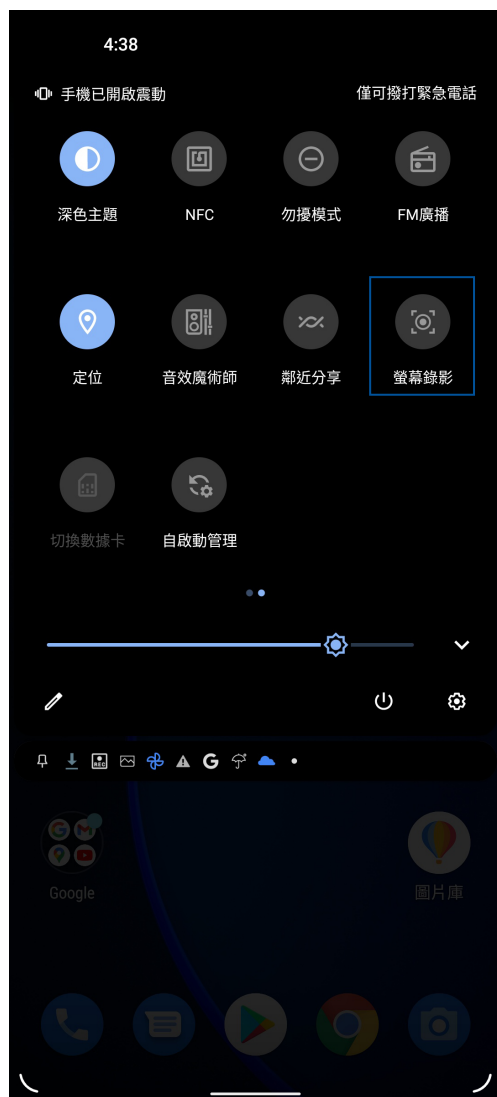 4:38
手機已開啟震動
僅可撥打緊急電話
深色主題 NFC 勿擾模式 FM廣播
定位 音效魔術師 鄰近分享 螢幕錄影
切換數據卡 自啟動管理
REC G
Google 圖片庫